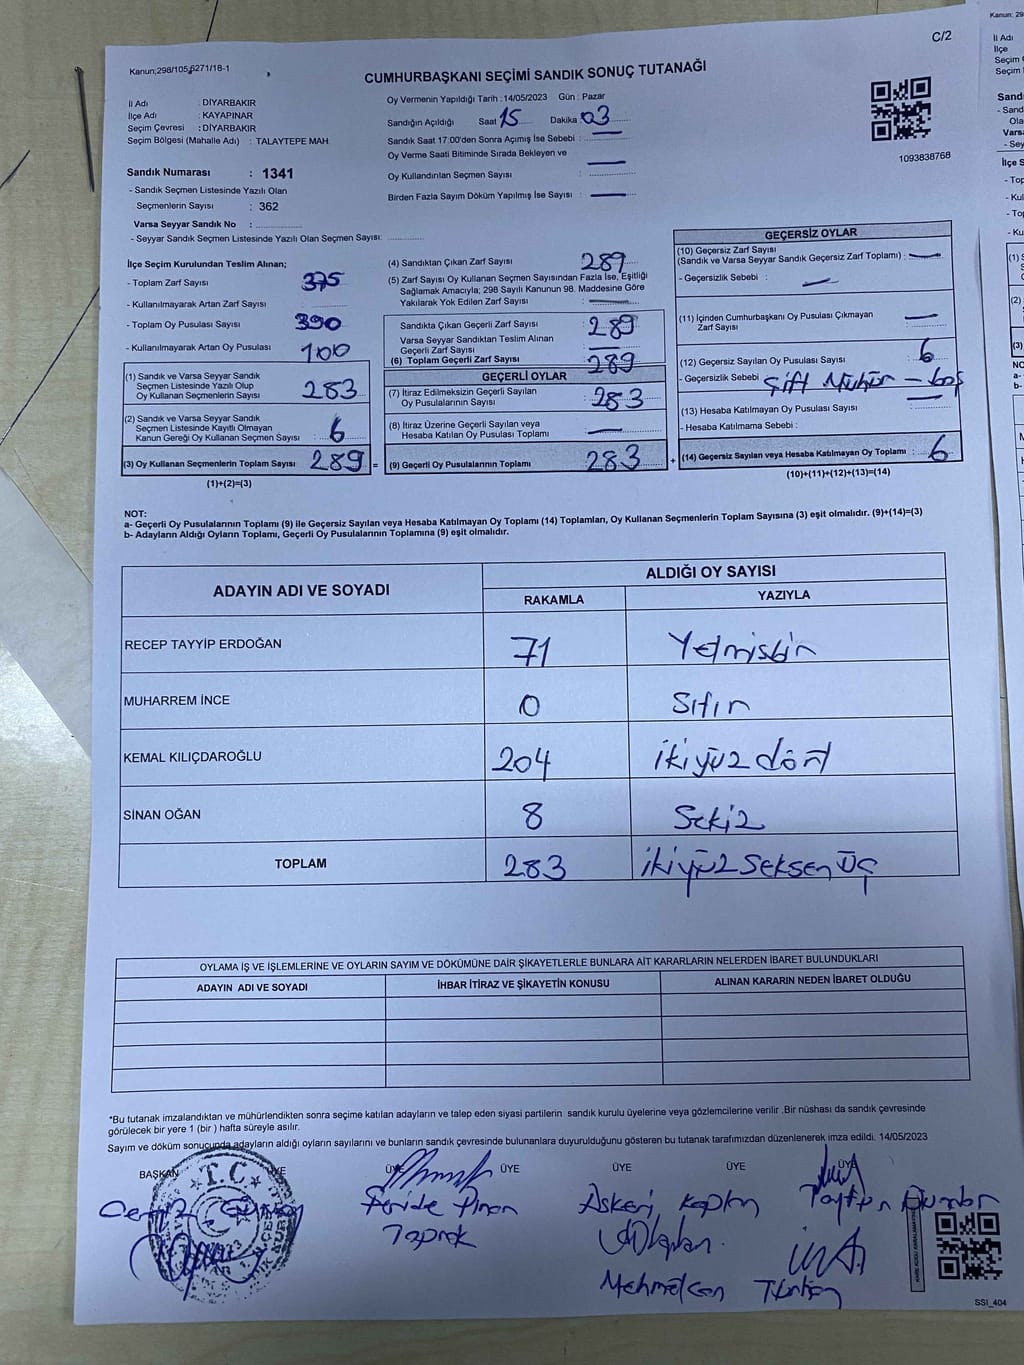 C/2
Kanun;298/105,6271/18-1
CUMHURBAŞKANI SEÇİMİ SANDIK SONUÇ TUTANAĞI
İl Adı : DİYARBAKIR
İlçe Adı : KAYAPINAR
Seçim Çevresi : DİYARBAKIR
Seçim Bölgesi (Mahalle Adı) : TALAYTEPE MAH
Oy Vermenin Yapıldığı Tarih : 14/05/2023 Gün : Pazar
Sandığın Açıldığı Saat 15 Dakika 03
Sandık Saat 17:00'den Sonra Açımış İse Sebebi : —
Oy Verme Saati Bitiminde Sırada Bekleyen ve
Oy Kullandırılan Seçmen Sayısı : —
Birden Fazla Sayım Döküm Yapılmış İse Sayısı : —
1093838768
Sandık Numarası : 1341
- Sandık Seçmen Listesinde Yazılı Olan
Seçmenlerin Sayısı : 362
Varsa Seyyar Sandık No :
- Seyyar Sandık Seçmen Listesinde Yazılı Olan Seçmen Sayısı:
İlçe Seçim Kurulundan Teslim Alınan;
- Toplam Zarf Sayısı : 375
- Kullanılmayarak Artan Zarf Sayısı :
- Toplam Oy Pusulası Sayısı : 390
- Kullanılmayarak Artan Oy Pusulası : 100
(1) Sandık ve Varsa Seyyar Sandık
Seçmen Listesinde Yazılı Olup
Oy Kullanan Seçmenlerin Sayısı : 283
(2) Sandık ve Varsa Seyyar Sandık
Seçmen Listesinde Kayıtlı Olmayan
Kanun Gereği Oy Kullanan Seçmen Sayısı : 6
(3) Oy Kullanan Seçmenlerin Toplam Sayısı : 289 =
(1)+(2)=(3)
(4) Sandıktan Çıkan Zarf Sayısı : 289
(5) Zarf Sayısı Oy Kullanan Seçmen Sayısından Fazla İse, Eşitliği
Sağlamak Amacıyla; 298 Sayılı Kanunun 98. Maddesine Göre
Yakılarak Yok Edilen Zarf Sayısı : —
Sandıkta Çıkan Geçerli Zarf Sayısı : 289
Varsa Seyyar Sandıktan Teslim Alınan
Geçerli Zarf Sayısı : —
(6) Toplam Geçerli Zarf Sayısı : 289
GEÇERLİ OYLAR
(7) İtiraz Edilmeksizin Geçerli Sayılan
Oy Pusulalarının Sayısı : 283
(8) İtiraz Üzerine Geçerli Sayılan veya
Hesaba Katılan Oy Pusulası Toplamı : —
(9) Geçerli Oy Pusulalarının Toplamı : 283 +
GEÇERSİZ OYLAR
(10) Geçersiz Zarf Sayısı
(Sandık ve Varsa Seyyar Sandık Geçersiz Zarf Toplamı) : —
- Geçersizlik Sebebi : —
(11) İçinden Cumhurbaşkanı Oy Pusulası Çıkmayan
Zarf Sayısı : —
(12) Geçersiz Sayılan Oy Pusulası Sayısı : 6
- Geçersizlik Sebebi : Çift Mühür - boş
(13) Hesaba Katılmayan Oy Pusulası Sayısı : —
- Hesaba Katılmama Sebebi :
(14) Geçersiz Sayılan veya Hesaba Katılmayan Oy Toplamı : 6
(10)+(11)+(12)+(13)=(14)
NOT:
a- Geçerli Oy Pusulalarının Toplamı (9) ile Geçersiz Sayılan veya Hesaba Katılmayan Oy Toplamı (14) Toplamları, Oy Kullanan Seçmenlerin Toplam Sayısına (3) eşit olmalıdır. (9)+(14)=(3)
b- Adayların Aldığı Oyların Toplamı, Geçerli Oy Pusulalarının Toplamına (9) eşit olmalıdır.
ADAYIN ADI VE SOYADI ALDIĞI OY SAYISI
RAKAMLA YAZIYLA
RECEP TAYYİP ERDOĞAN 71 Yetmişbir
MUHARREM İNCE 0 Sıfır
KEMAL KILIÇDAROĞLU 204 ikiyüz dört
SİNAN OĞAN 8 Sekiz
TOPLAM 283 ikiyüz Seksen üç
OYLAMA İŞ VE İŞLEMLERİNE VE OYLARIN SAYIM VE DÖKÜMÜNE DAİR ŞİKAYETLERLE BUNLARA AİT KARARLARIN NELERDEN İBARET BULUNDUKLARI
ADAYIN ADI VE SOYADI İHBAR İTİRAZ VE ŞİKAYETİN KONUSU ALINAN KARARIN NEDEN İBARET OLDUĞU
*Bu tutanak imzalandıktan ve mühürlendikten sonra seçime katılan adayların ve talep eden siyasi partilerin sandık kurulu üyelerine veya gözlemcilerine verilir .Bir nüshası da sandık çevresinde
görülecek bir yere 1 (bir ) hafta süreyle asılır.
Sayım ve döküm sonucunda adayların aldığı oyların sayılarını ve bunların sandık çevresinde bulunanlara duyurulduğunu gösteren bu tutanak tarafımızdan düzenlenerek imza edildi. 14/05/2023
BAŞKAN ÜYE ÜYE ÜYE ÜYE ÜYE ÜYE
T.C.
Feride Pınar
Toprak
Askeri Kaplan
Mehmetcan
SSI_404